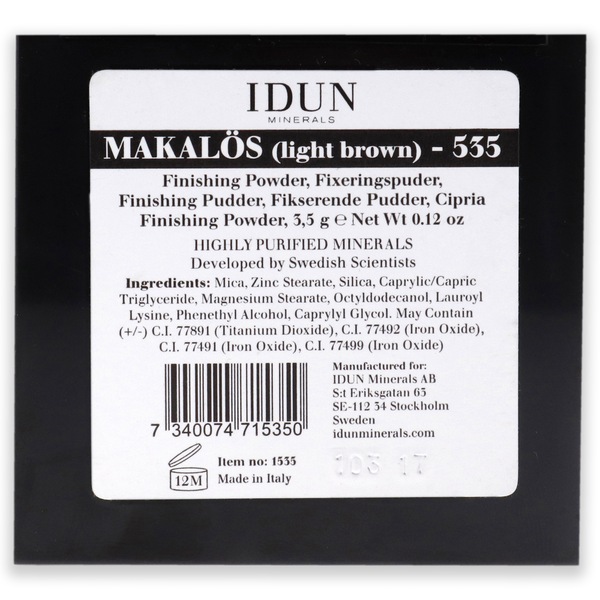 IDUN
MINERALS
MAKALÖS (light brown) - 535
Finishing Powder, Fixeringspuder,
Finishing Pudder, Fikserende Pudder, Cipria
Finishing Powder, 3,5 g ℮ Net Wt 0.12 oz
HIGHLY PURIFIED MINERALS
Developed by Swedish Scientists
Ingredients: Mica, Zinc Stearate, Silica, Caprylic/Capric
Triglyceride, Magnesium Stearate, Octyldodecanol, Lauroyl
Lysine, Phenethyl Alcohol, Caprylyl Glycol. May Contain
(+/-) C.I. 77891 (Titanium Dioxide), C.I. 77492 (Iron Oxide),
C.I. 77491 (Iron Oxide), C.I. 77499 (Iron Oxide)
Manufactured for:
IDUN Minerals AB
S:t Eriksgatan 63
SE-112 34 Stockholm
Sweden
idunminerals.com
7 340074 715350
12M
Item no: 1535
Made in Italy
103 17